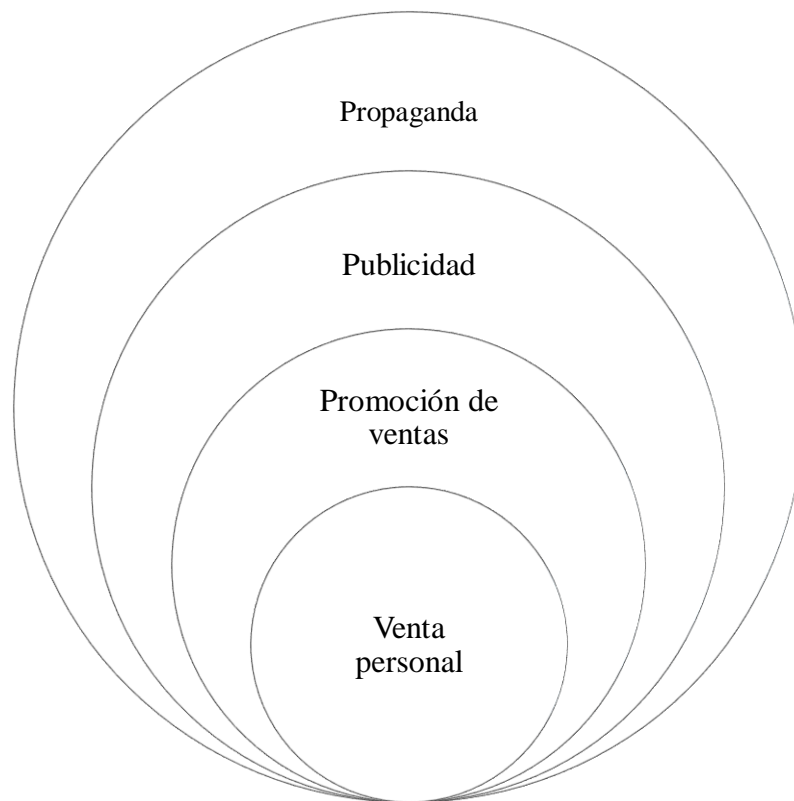 Propaganda
Publicidad
Promoción de
ventas
Venta
personal